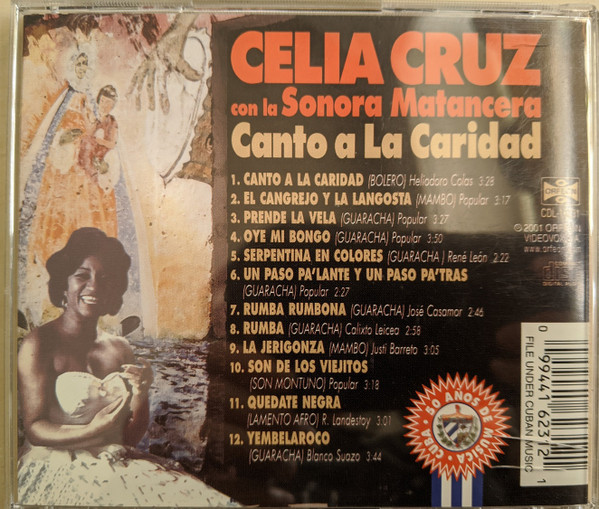 CELIA CRUZ
con la Sonora Matancera
Canto a La Caridad
1. CANTO A LA CARIDAD (BOLERO) Heliodoro Colas 3:28
2. EL CANGREJO Y LA LANGOSTA (MAMBO) Popular 3:17
3. PRENDE LA VELA (GUARACHA) Popular 3:27
4. OYE MI BONGO (GUARACHA) Popular 3:50
5. SERPENTINA EN COLORES (GUARACHA ) René León 2:22
6. UN PASO PA'LANTE Y UN PASO PA'TRAS
(GUARACHA) Popular 2:27
7. RUMBA RUMBONA (GUARACHA) José Casamor 2:46
8. RUMBA (GUARACHA) Calixto Leicea 2:58
9. LA JERIGONZA (MAMBO) Justi Barreto 3:05
10. SON DE LOS VIEJITOS
(SON MONTUNO) Popular 3:18
11. QUEDATE NEGRA
(LAMENTO AFRO) R. Landestoy 3:01
12. YEMBELAROCO
(GUARACHA) Blanco Suazo 3:44
© 2001
CUBA • 50 AÑOS DE MUSICA
0 99441 62312 1
FILE UNDER CUBAN MUSIC